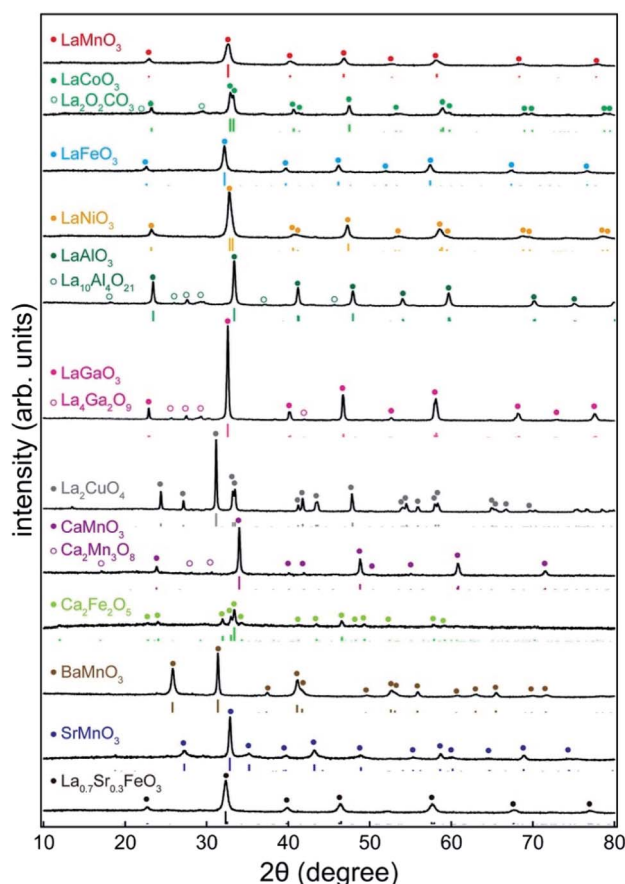 LaMnO₃
LaCoO₃
La₂O₂CO₃
LaFeO₃
LaNiO₃
LaAlO₃
La₁₀Al₄O₂₁
LaGaO₃
La₄Ga₂O₉
La₂CuO₄
CaMnO₃
Ca₂Mn₃O₈
Ca₂Fe₂O₅
BaMnO₃
SrMnO₃
La₀.₇Sr₀.₃FeO₃
intensity (arb. units)
10 20 30 40 50 60 70 80
2θ (degree)